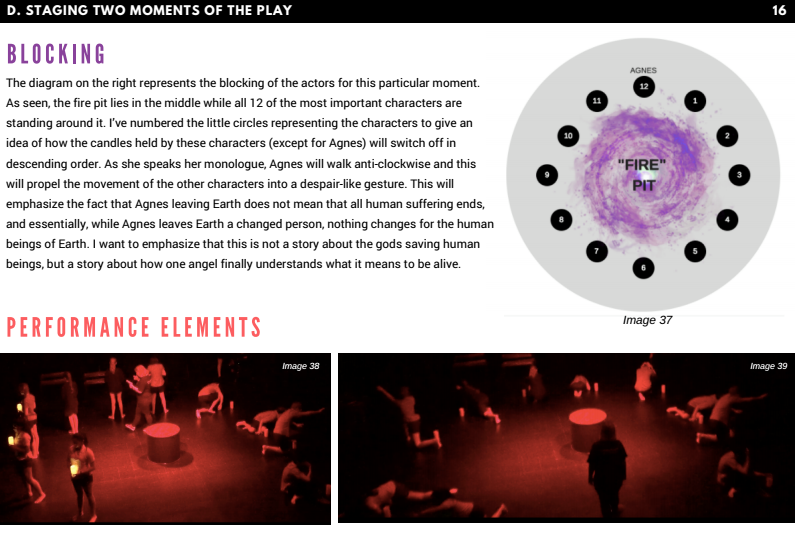 D. STAGING TWO MOMENTS OF THE PLAY
16
BLOCKING
The diagram on the right represents the blocking of the actors for this particular moment.
As seen, the fire pit lies in the middle while all 12 of the most important characters are
standing around it. I've numbered the little circles representing the characters to give an
idea of how the candles held by these characters (except for Agnes) will switch off in
descending order. As she speaks her monologue, Agnes will walk anti-clockwise and this
will propel the movement of the other characters into a despair-like gesture. This will
emphasize the fact that Agnes leaving Earth does not mean that all human suffering ends,
and essentially, while Agnes leaves Earth a changed person, nothing changes for the human
beings of Earth. I want to emphasize that this is not a story about the gods saving human
beings, but a story about how one angel finally understands what it means to be alive.
AGNES
12
11
1
10
2
"FIRE"
PIT
9
3
8
4
7
5
6
Image 37
PERFORMANCE ELEMENTS
Image 38
Image 39